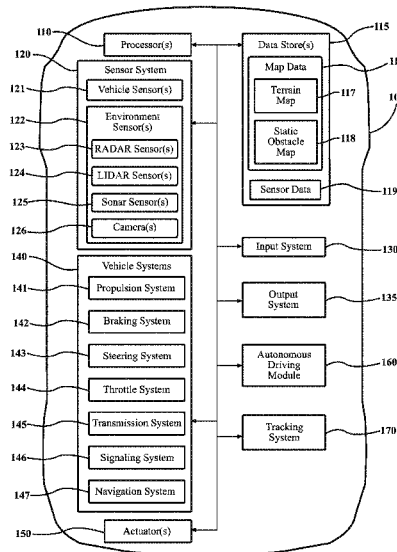 110
Processor(s)
120
Sensor System
121
Vehicle Sensor(s)
122
Environment
Sensor(s)
123
RADAR Sensor(s)
124
LIDAR Sensor(s)
125
Sonar Sensor(s)
126
Camera(s)
140
Vehicle Systems
141
Propulsion System
142
Braking System
143
Steering System
144
Throttle System
145
Transmission System
146
Signaling System
147
Navigation System
150
Actuator(s)
115
Data Store(s)
Map Data
Terrain
Map
117
Static
Obstacle
Map
118
Sensor Data
119
Input System
130
Output
System
135
Autonomous
Driving
Module
160
Tracking
System
170